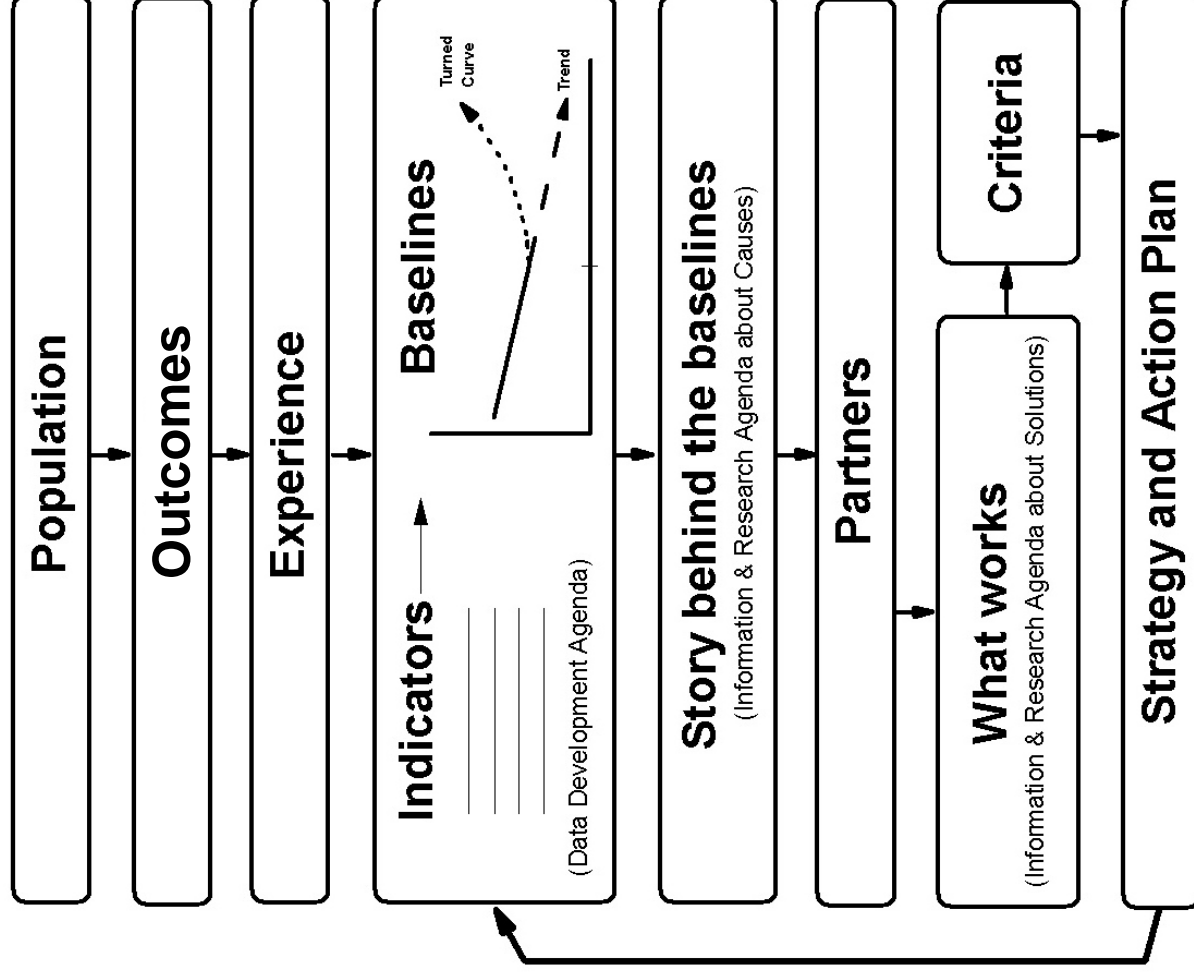 Population
Outcomes
Experience
Indicators
(Data Development Agenda)
Baselines
Turned
Curve
Trend
Story behind the baselines
(Information & Research Agenda about Causes)
Partners
What works
(Information & Research Agenda about Solutions)
Criteria
Strategy and Action Plan